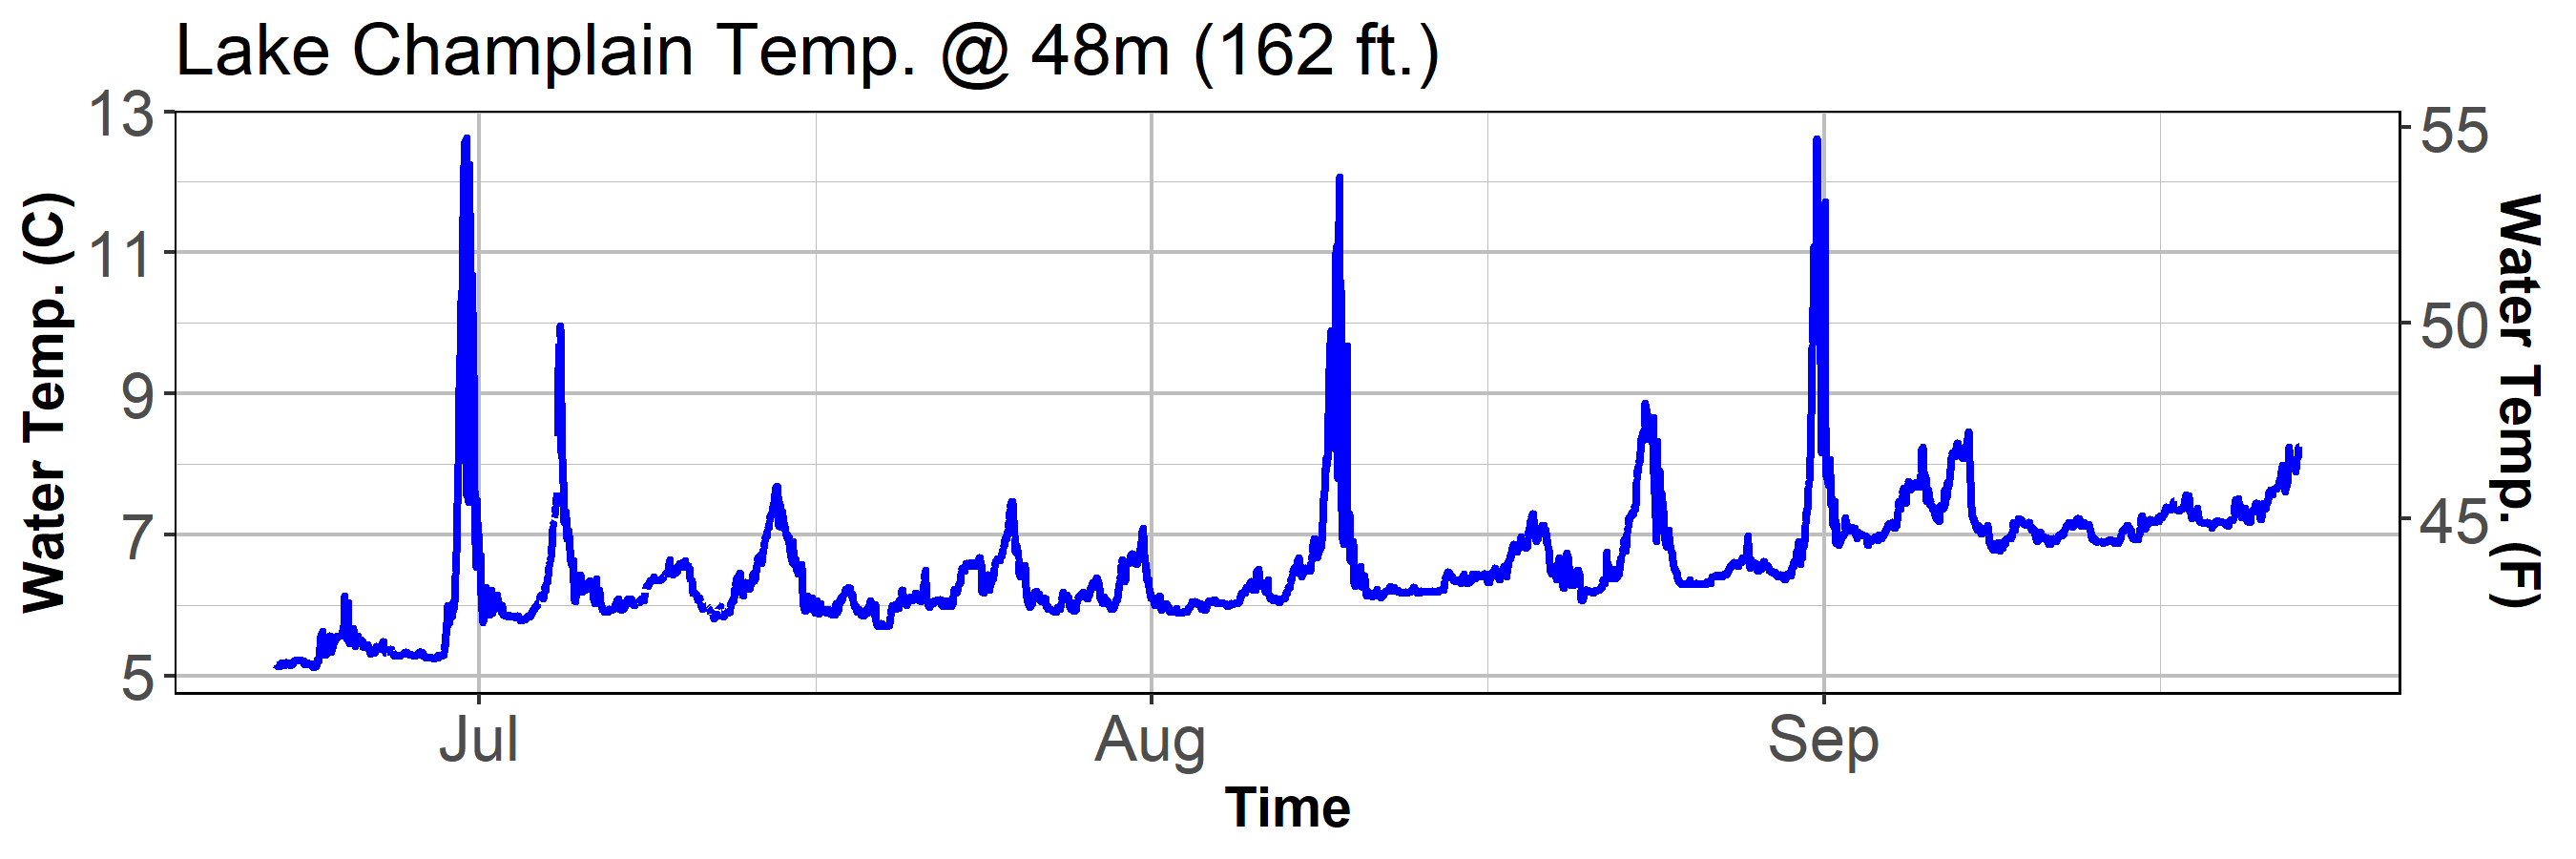 Lake Champlain Temp. @ 48m (162 ft.)
13
11
9
7
5
Water Temp. (C)
55
50
45
Water Temp. (F)
Jul Aug Sep
Time